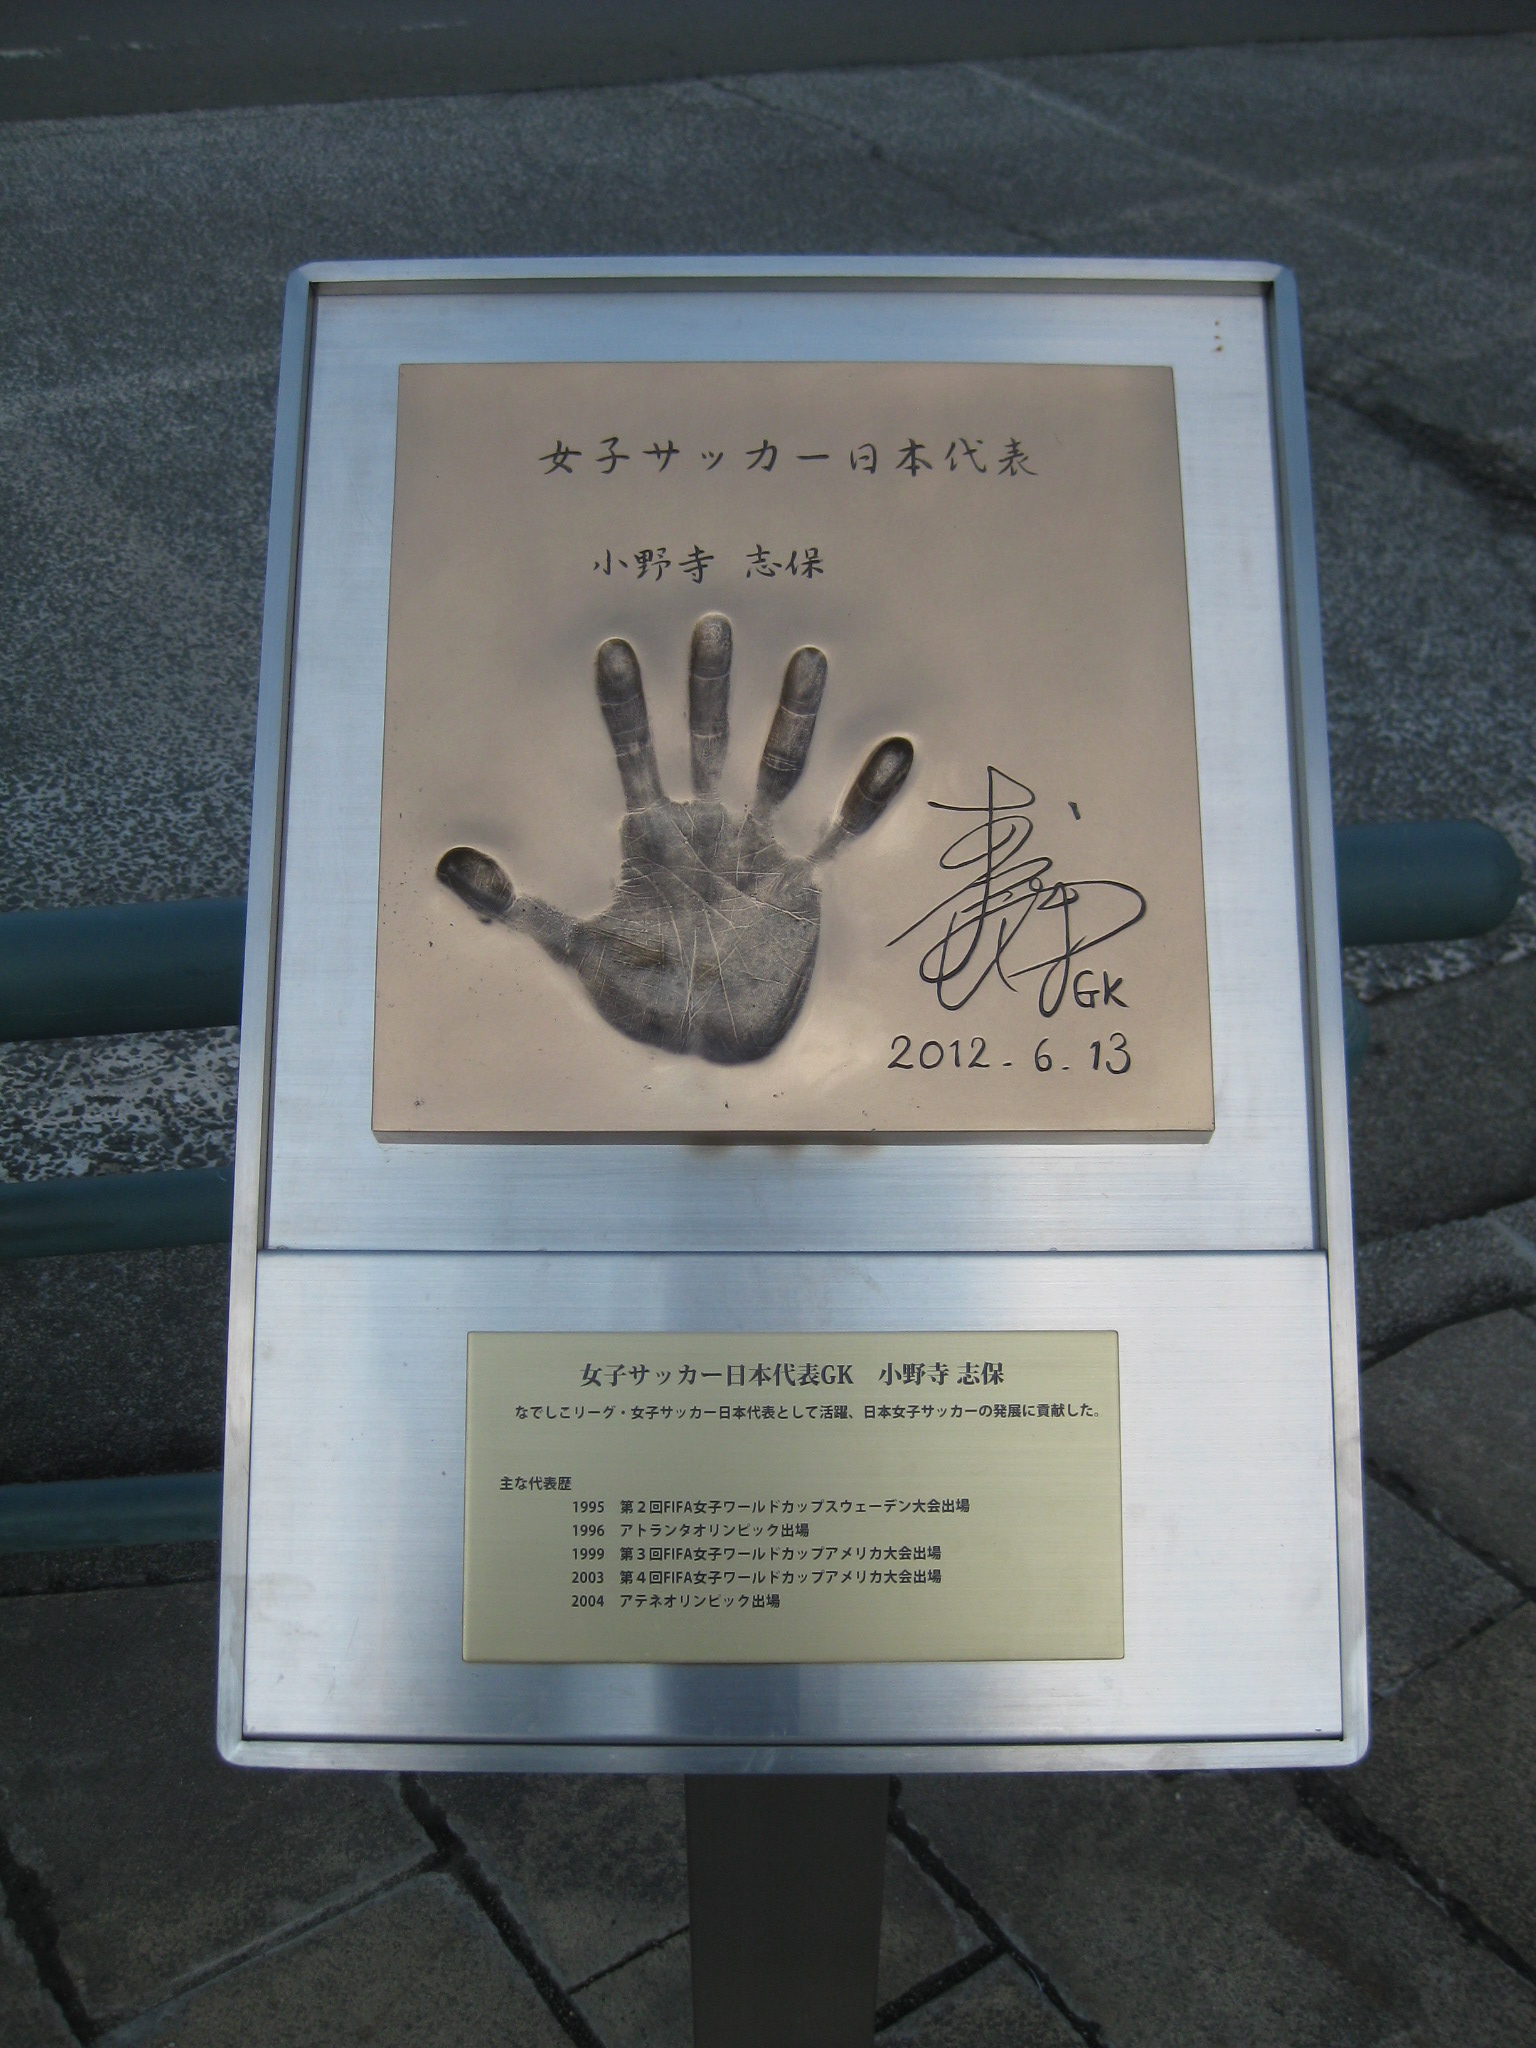 女子サッカー日本代表
小野寺 志保
GK
2012.6.13
女子サッカー日本代表GK 小野寺 志保
なでしこリーグ・女子サッカー日本代表として活躍、日本女子サッカーの発展に貢献した。
主な代表歴
1995 第2回FIFA女子ワールドカップスウェーデン大会出場
1996 アトランタオリンピック出場
1999 第3回FIFA女子ワールドカップアメリカ大会出場
2003 第4回FIFA女子ワールドカップアメリカ大会出場
2004 アテネオリンピック出場